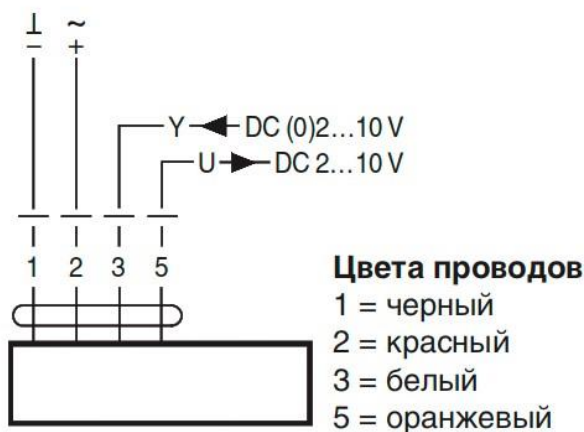 ⊥ ~
– +
Y DC (0)2...10 V
U DC 2...10 V
1 2 3 5
Цвета проводов
1 = черный
2 = красный
3 = белый
5 = оранжевый